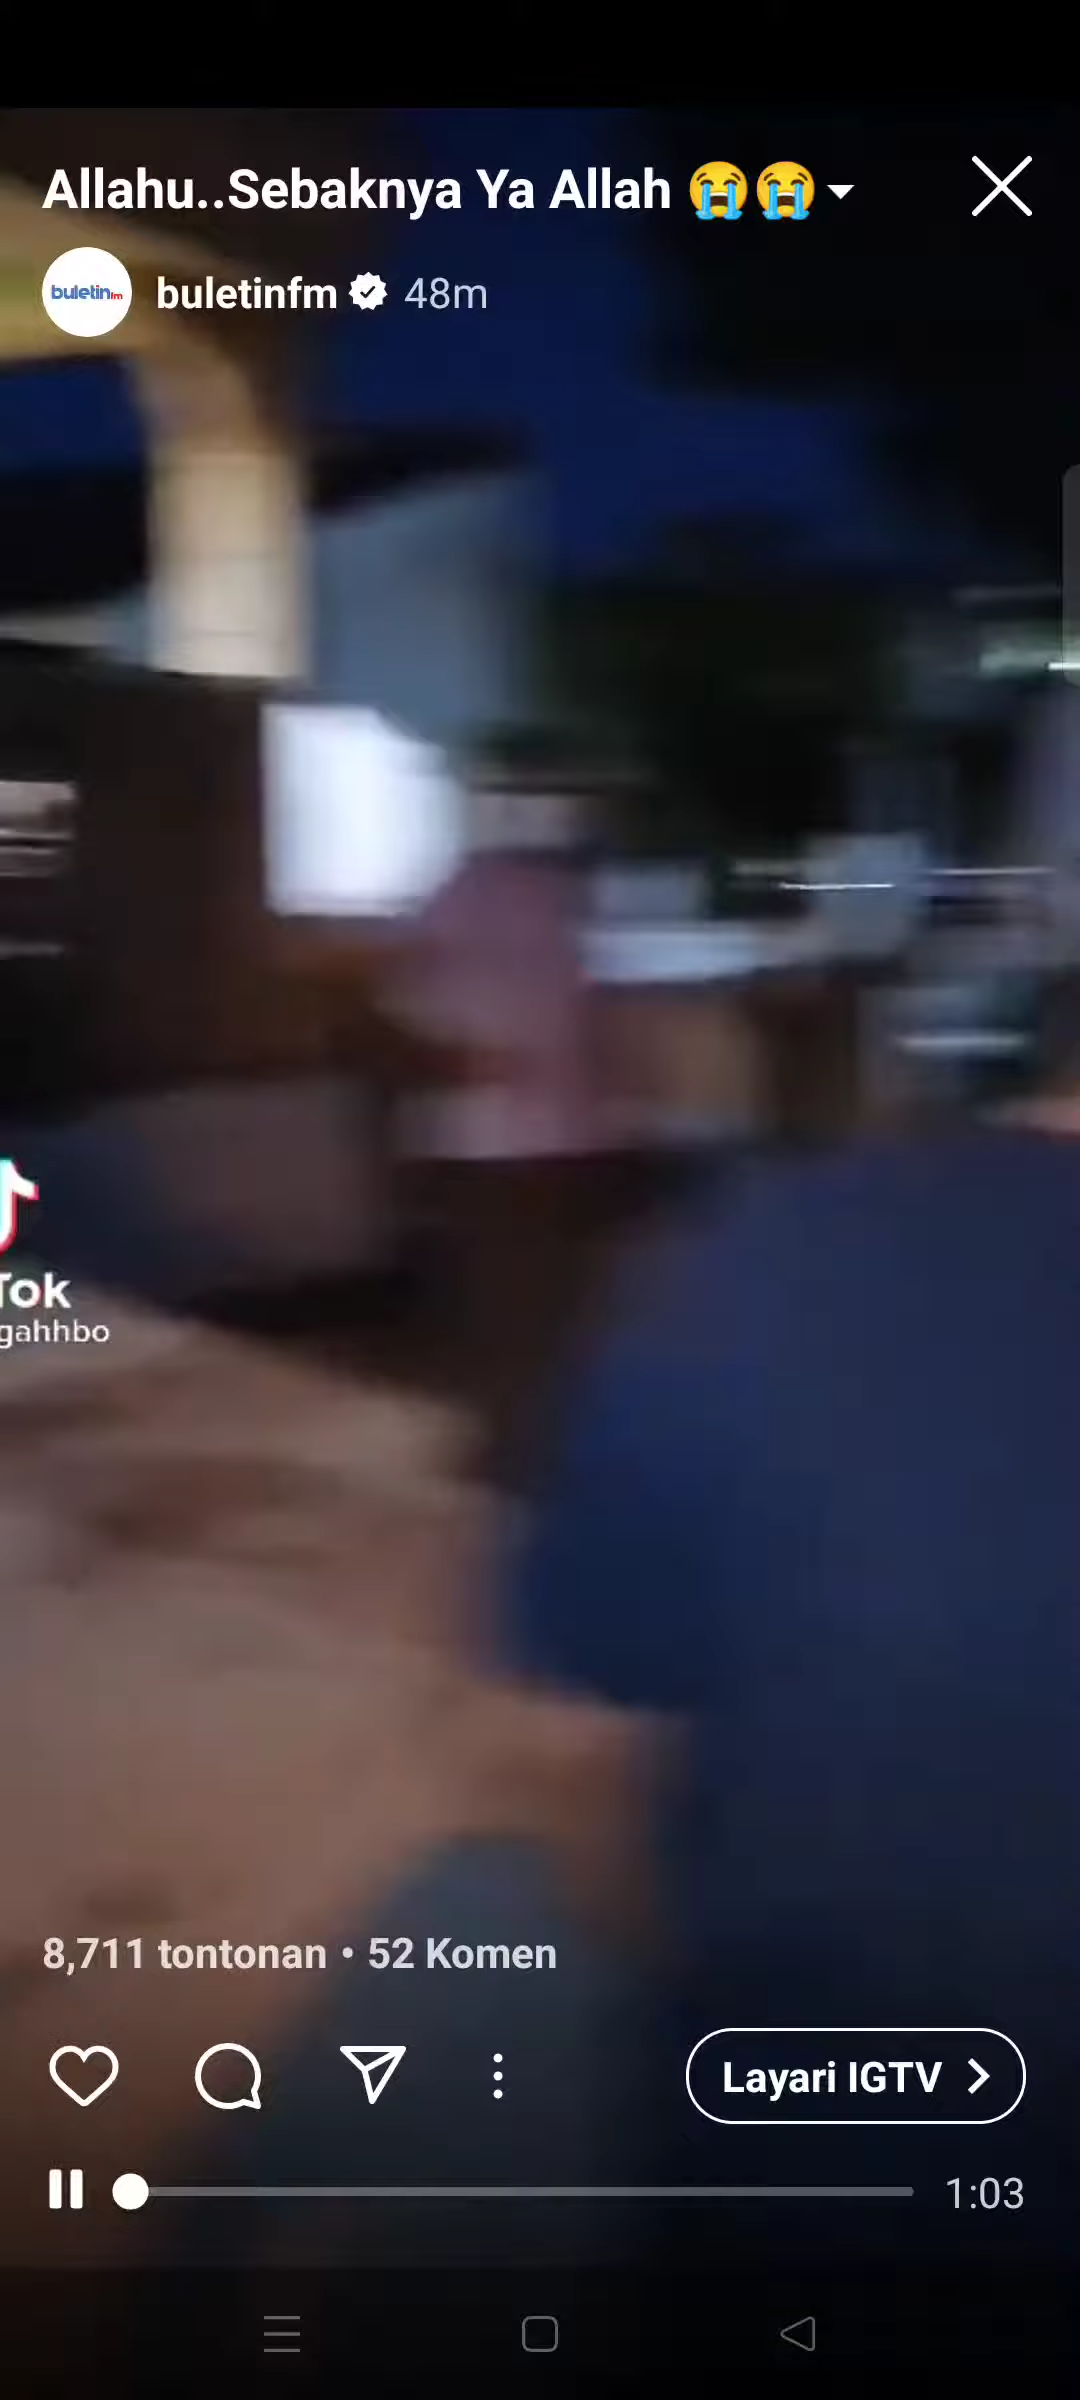 Allahu..Sebaknya Ya Allah 😭😭
buletinfm
buletinfm 48m
Tok
gahhbo
8,711 tontonan • 52 Komen
Layari IGTV
1:03